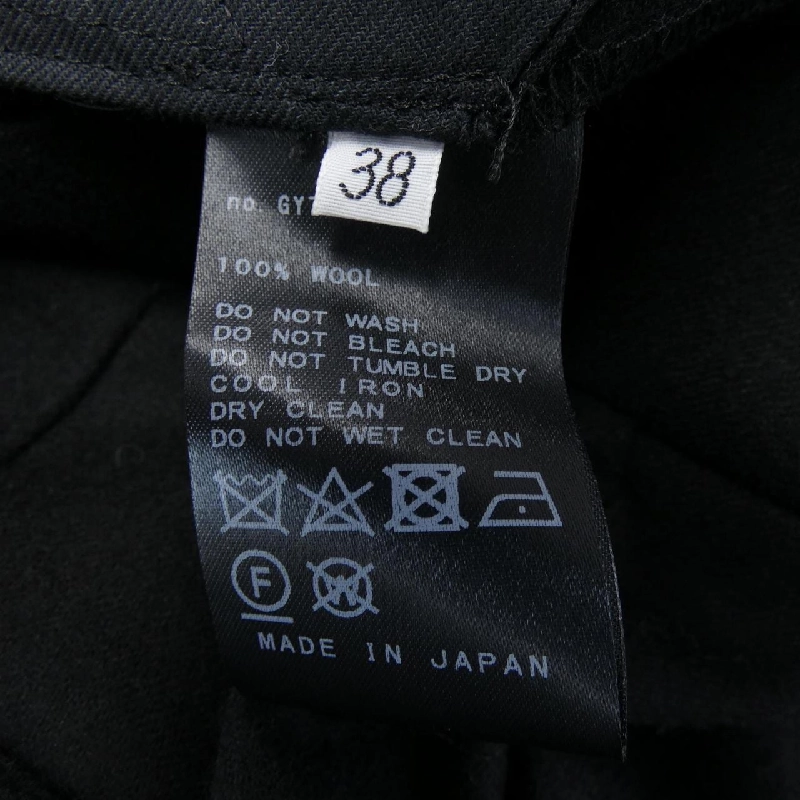 38
no. GY
100% WOOL
DO NOT WASH
DO NOT BLEACH
DO NOT TUMBLE DRY
COOL IRON
DRY CLEAN
DO NOT WET CLEAN
F W
MADE IN JAPAN